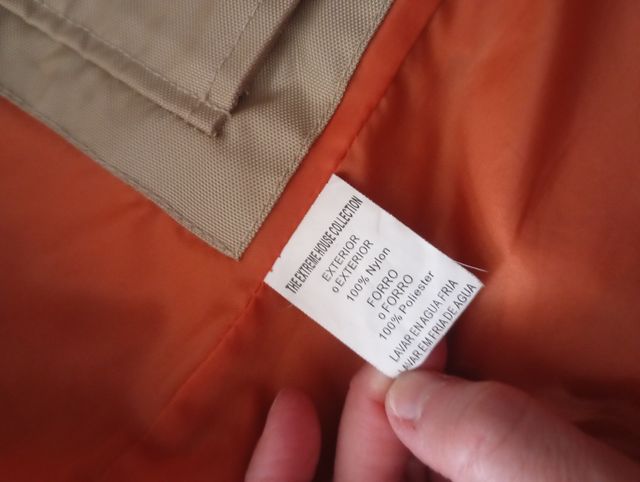 THE EXTREME HOUSE COLLECTION
EXTERIOR
o EXTERIOR
100% Nylon
FORRO
o FORRO
100% Poliester
LAVAR EN AGUA FRIA
LAVAR EM FRIA DE AGUA